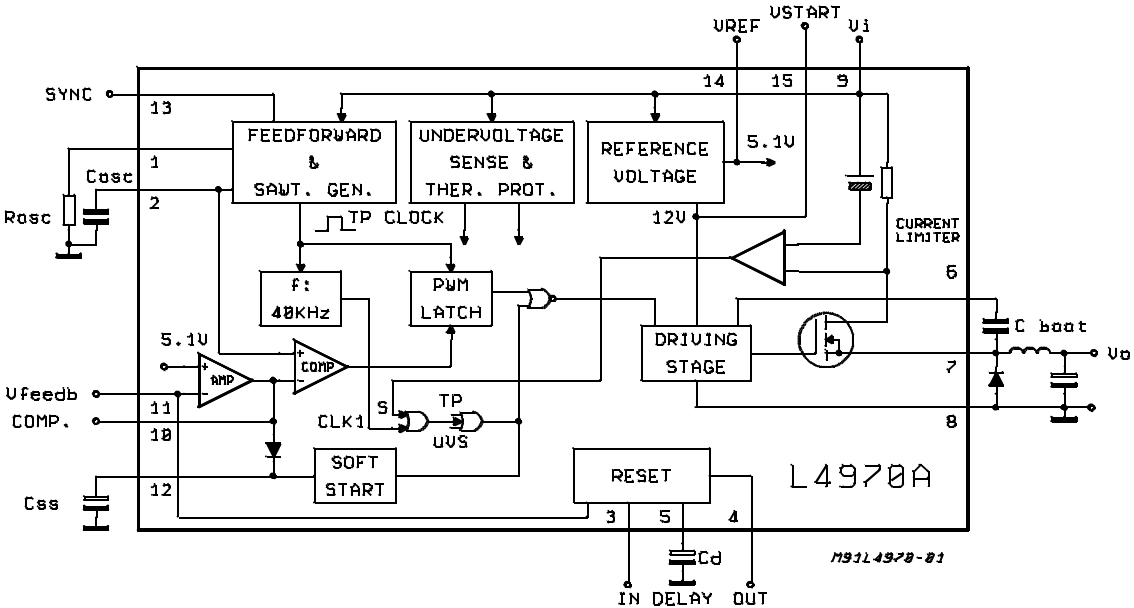 VSTART
VREF
Vi
14
15
9
SYNC
13
FEEDFORWARD
&
SAWT. GEN.
UNDERVOLTAGE
SENSE &
THER. PROT.
REFERENCE
VOLTAGE
5.1V
1
Cosc
2
Rosc
TP CLOCK
12V
CURRENT
LIMITER
6
f:
40KHz
PWM
LATCH
C boot
5.1V
+
AMP
-
+
COMP
-
DRIVING
STAGE
7
Vo
Vfeedb
11
COMP.
10
S
CLK1
TP
UVS
8
SOFT
START
RESET
L4970A
12
Css
3
5
4
Cd
M91L4970-01
IN
DELAY
OUT